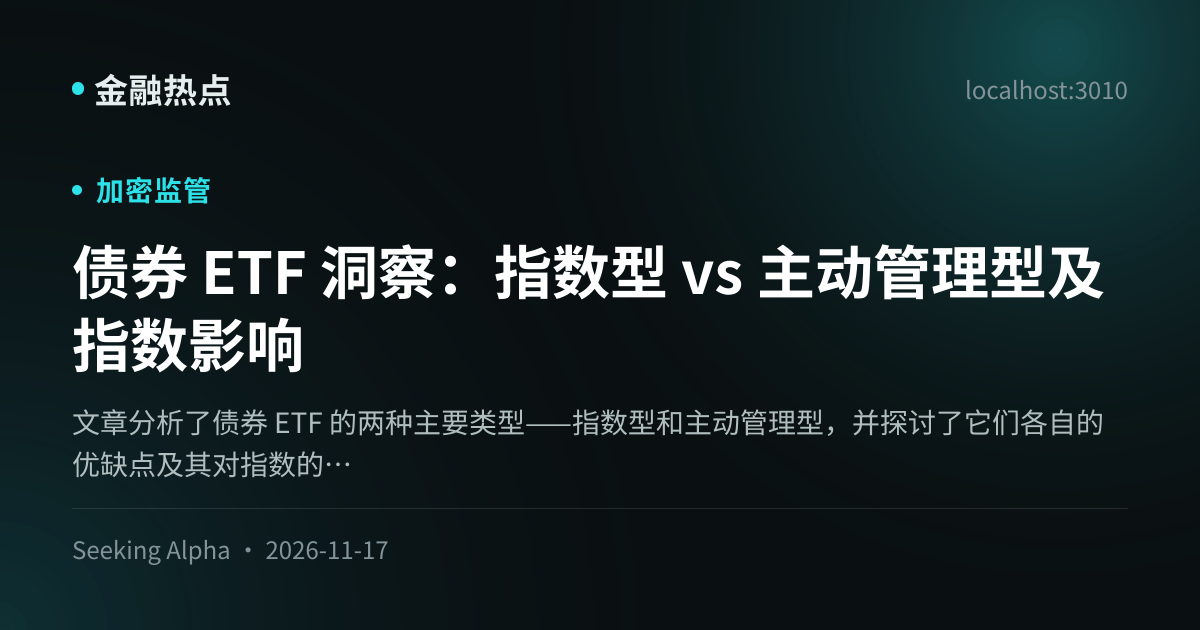 金融热点
localhost:3010
加密监管
债券 ETF 洞察：指数型 vs 主动管理型及
指数影响
文章分析了债券 ETF 的两种主要类型——指数型和主动管理型，并探讨了它们各自的
优缺点及其对指数的…
Seeking Alpha · 2026-11-17